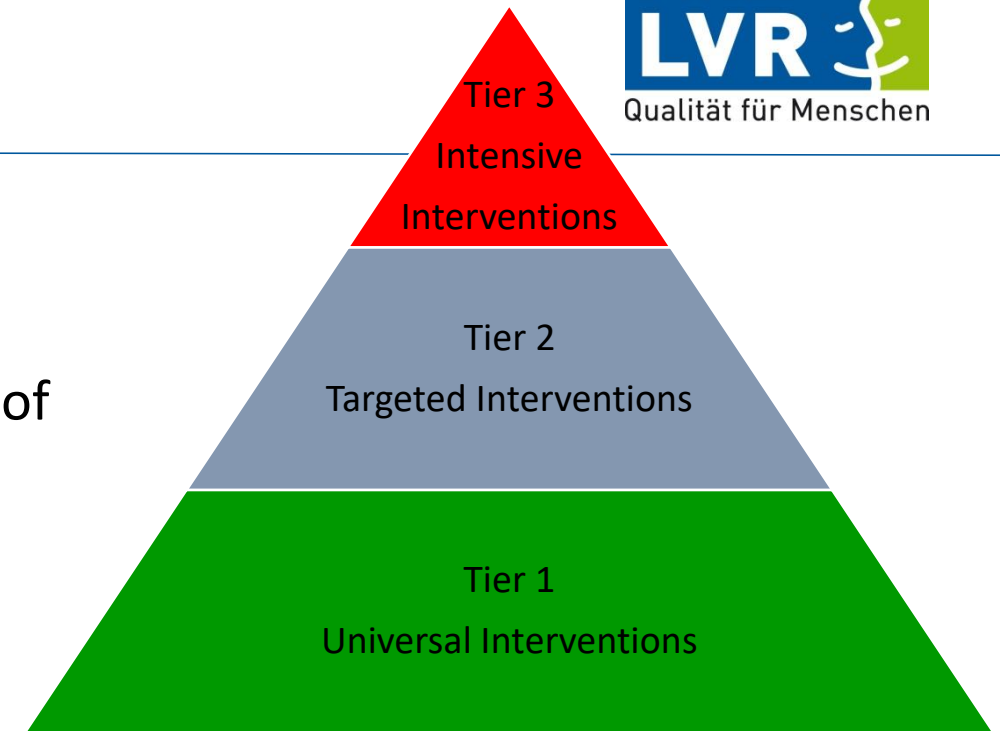 LVR
Qualität für Menschen
Tier 3
Intensive
Interventions
Tier 2
of
Targeted Interventions
Tier 1
Universal Interventions